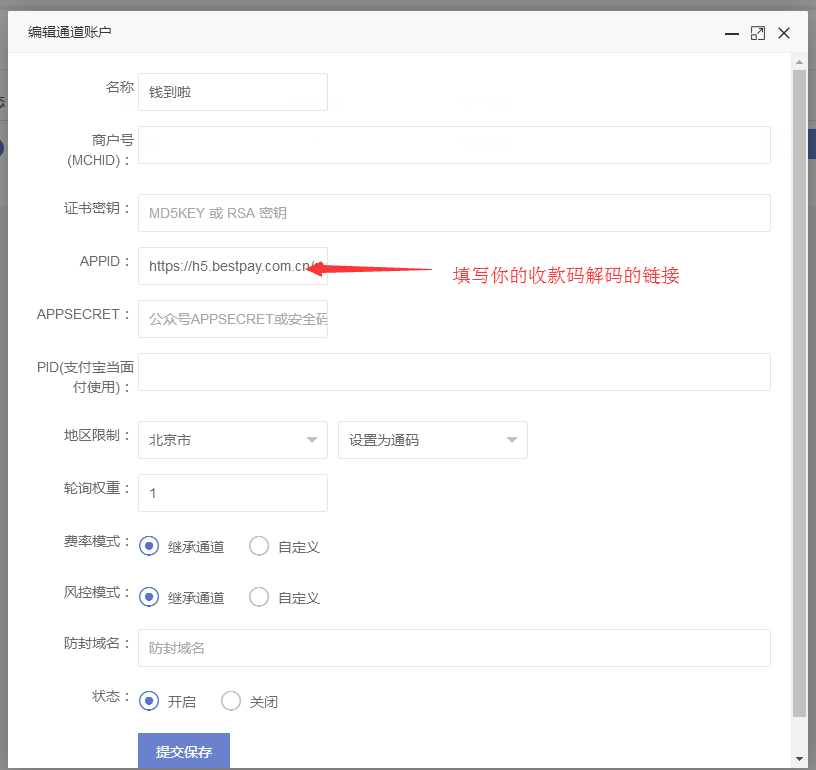 编辑通道账户
名称
钱到啦
商户号
(MCHID)：
证书密钥：
MD5KEY 或 RSA 密钥
APPID：
https://h5.bestpay.com.cn/
填写你的收款码解码的链接
APPSECRET：
公众号APPSECRET或安全码
PID(支付宝当面
付使用)：
地区限制：
北京市
设置为通码
轮询权重：
1
费率模式：
继承通道
自定义
风控模式：
继承通道
自定义
防封域名：
防封域名
状态：
开启
关闭
提交保存